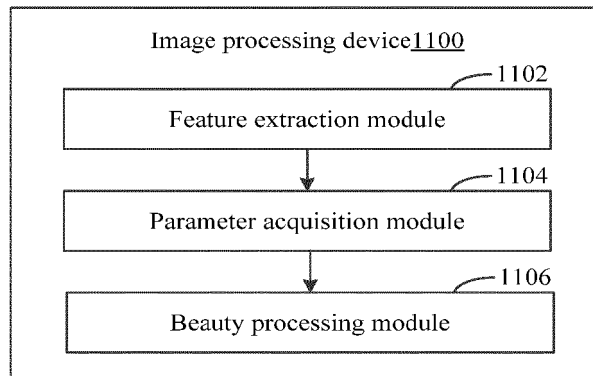 Image processing device1100
1102
Feature extraction module
1104
Parameter acquisition module
1106
Beauty processing module